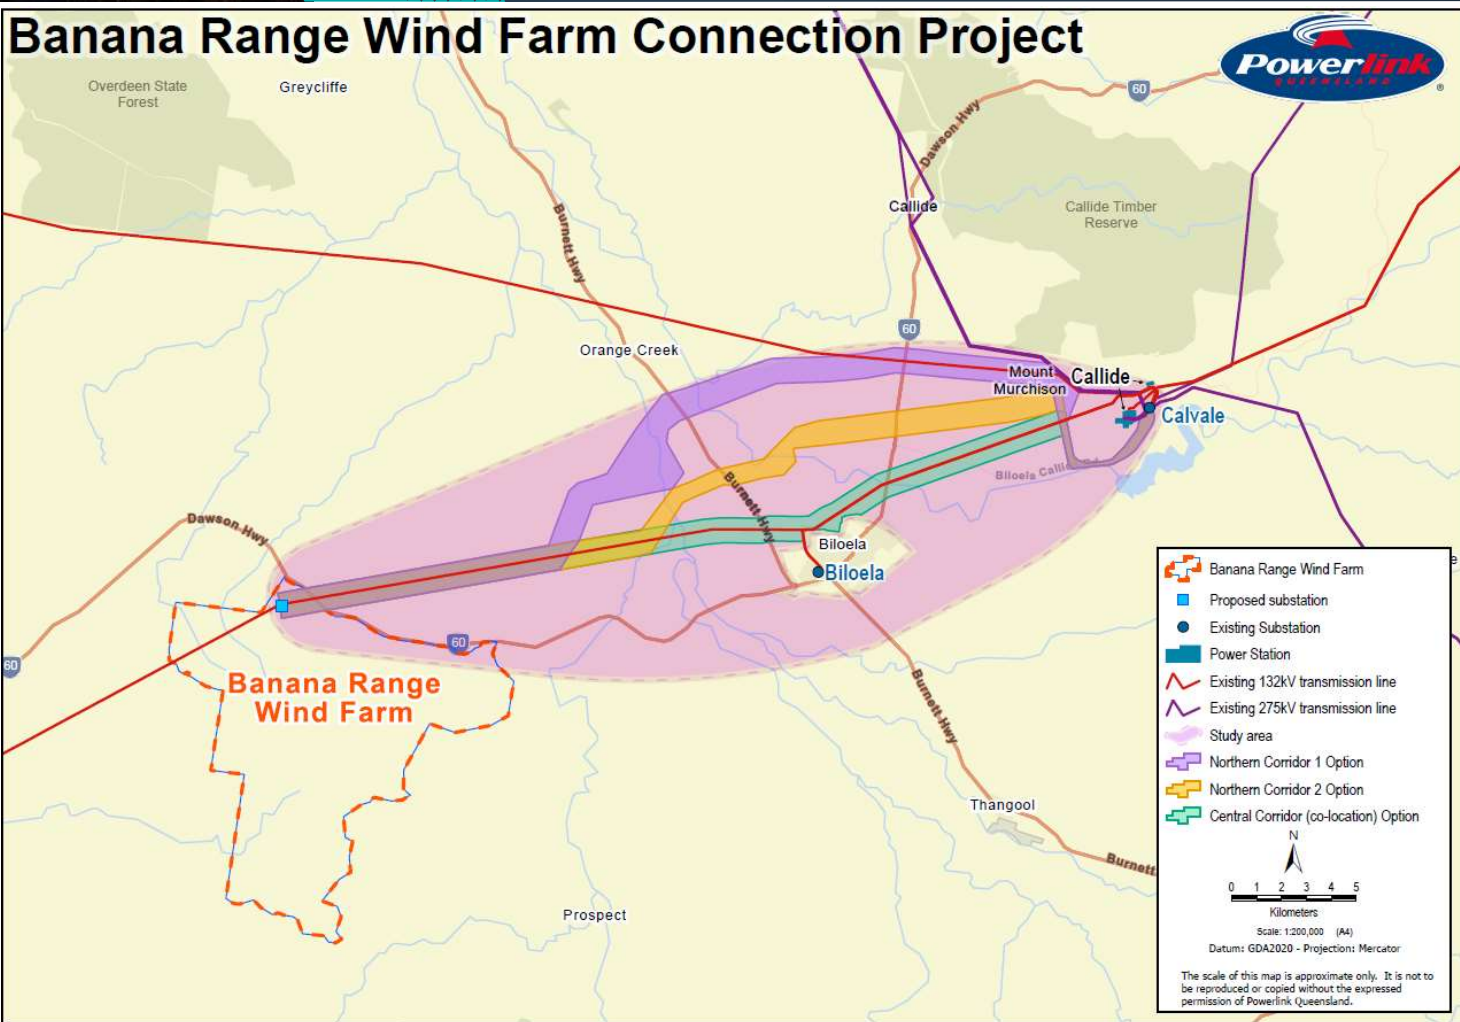 Banana Range Wind Farm Connection Project
Powerlink
QUEENSLAND
®
Overdeen State
Forest
Greycliffe
60
Dawson Hwy
Callide
Callide Timber
Reserve
Burnett Hwy
60
Orange Creek
Mount
Murchison
Callide
Calvale
Biloela
Burnett Hwy
Dawson Hwy
Biloela
Biloela
60
60
Banana Range
Wind Farm
Burnett Hwy
Thangool
Burnett
Prospect
Banana Range Wind Farm
Proposed substation
Existing Substation
Power Station
Existing 132kV transmission line
Existing 275kV transmission line
Study area
Northern Corridor 1 Option
Northern Corridor 2 Option
Central Corridor (co-location) Option
N
0 1 2 3 4 5
Kilometers
Scale: 1:200,000 (A4)
Datum: GDA2020 - Projection: Mercator
The scale of this map is approximate only. It is not to
be reproduced or copied without the expressed
permission of Powerlink Queensland.